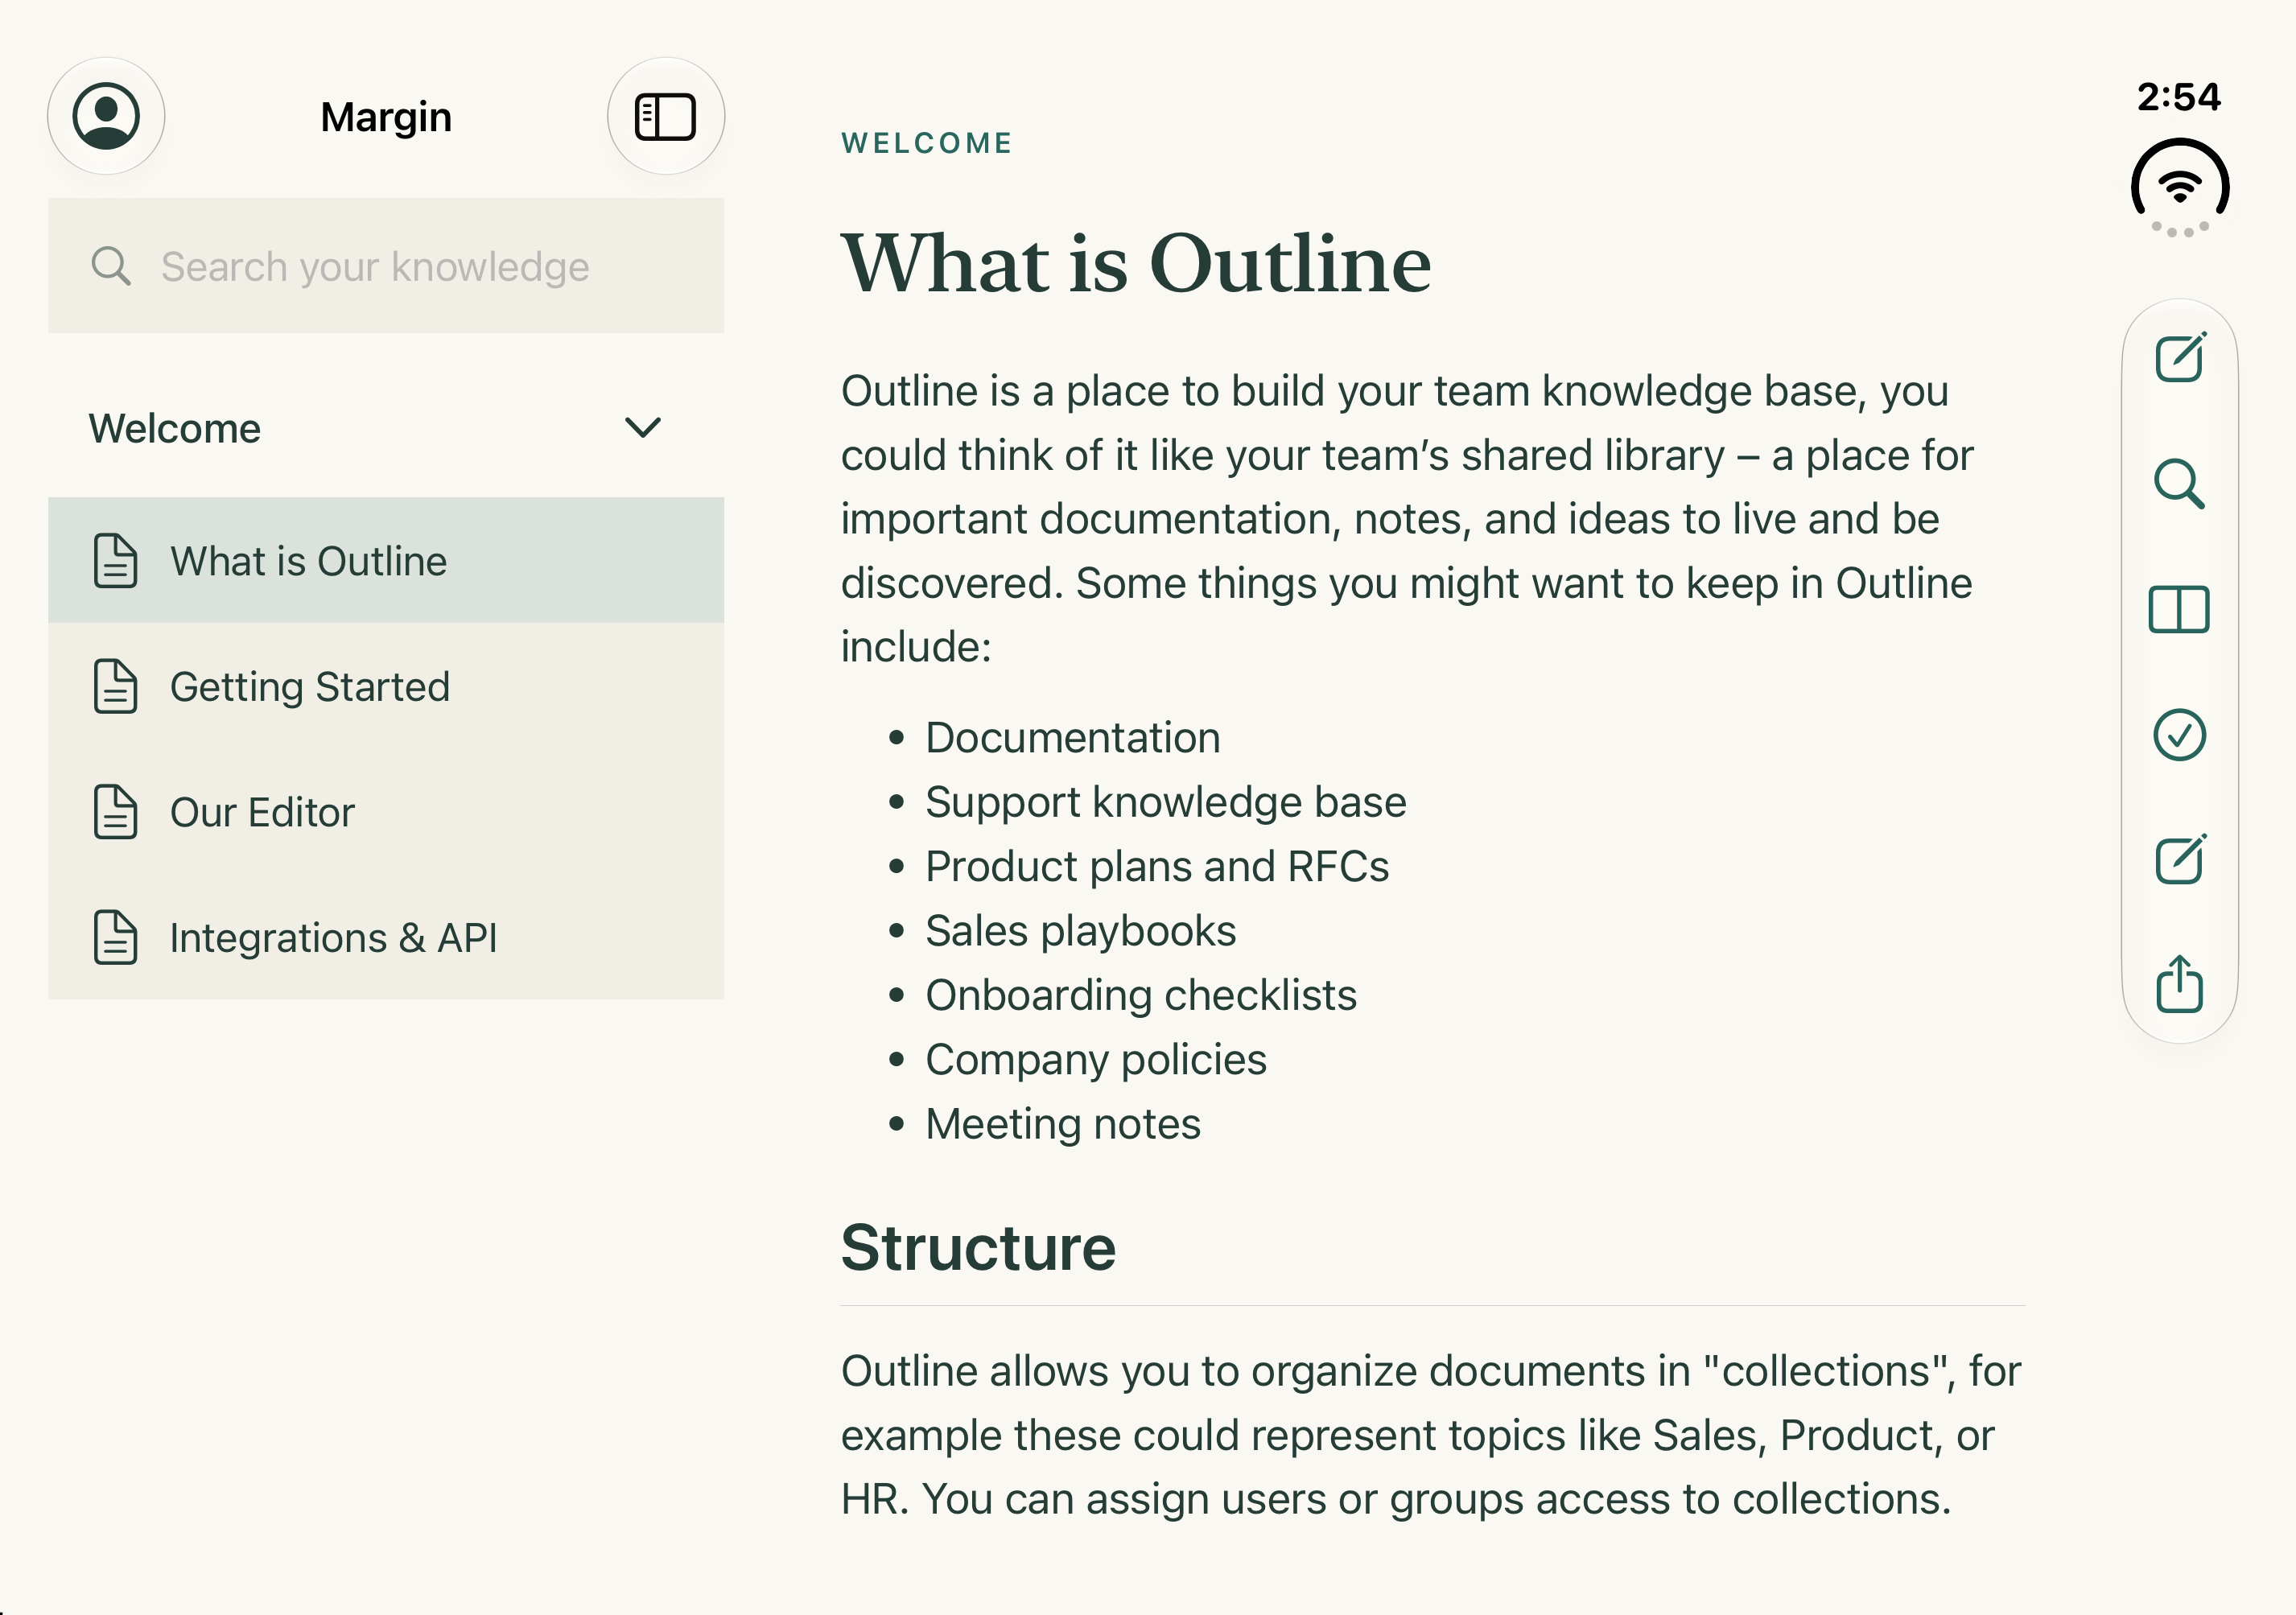 Margin
Search your knowledge
Welcome
What is Outline
Getting Started
Our Editor
Integrations & API
WELCOME
What is Outline
Outline is a place to build your team knowledge base, you
could think of it like your team’s shared library – a place for
important documentation, notes, and ideas to live and be
discovered. Some things you might want to keep in Outline
include:
• Documentation
• Support knowledge base
• Product plans and RFCs
• Sales playbooks
• Onboarding checklists
• Company policies
• Meeting notes
Structure
Outline allows you to organize documents in "collections", for
example these could represent topics like Sales, Product, or
HR. You can assign users or groups access to collections.
2:54